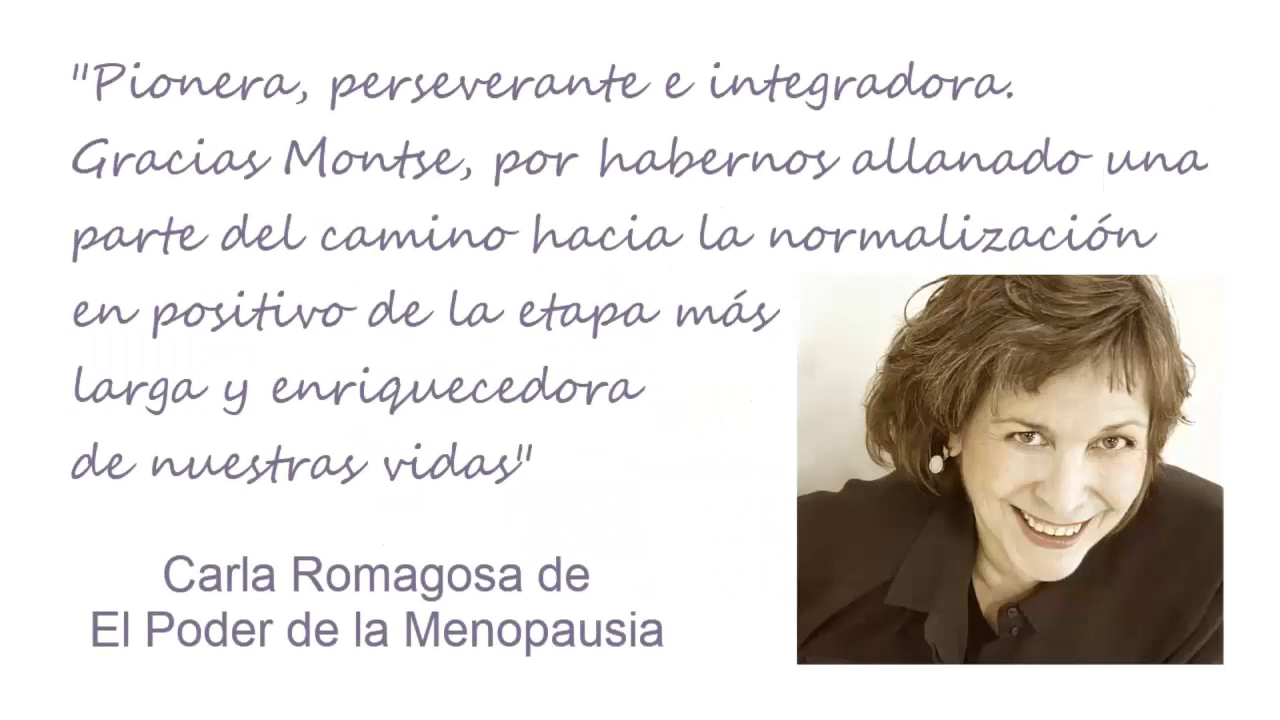 "Pionera, perseverante e integradora.
Gracias Montse, por habernos allanado una
parte del camino hacia la normalización
en positivo de la etapa más
larga y enriquecedora
de nuestras vidas"
Carla Romagosa de
El Poder de la Menopausia